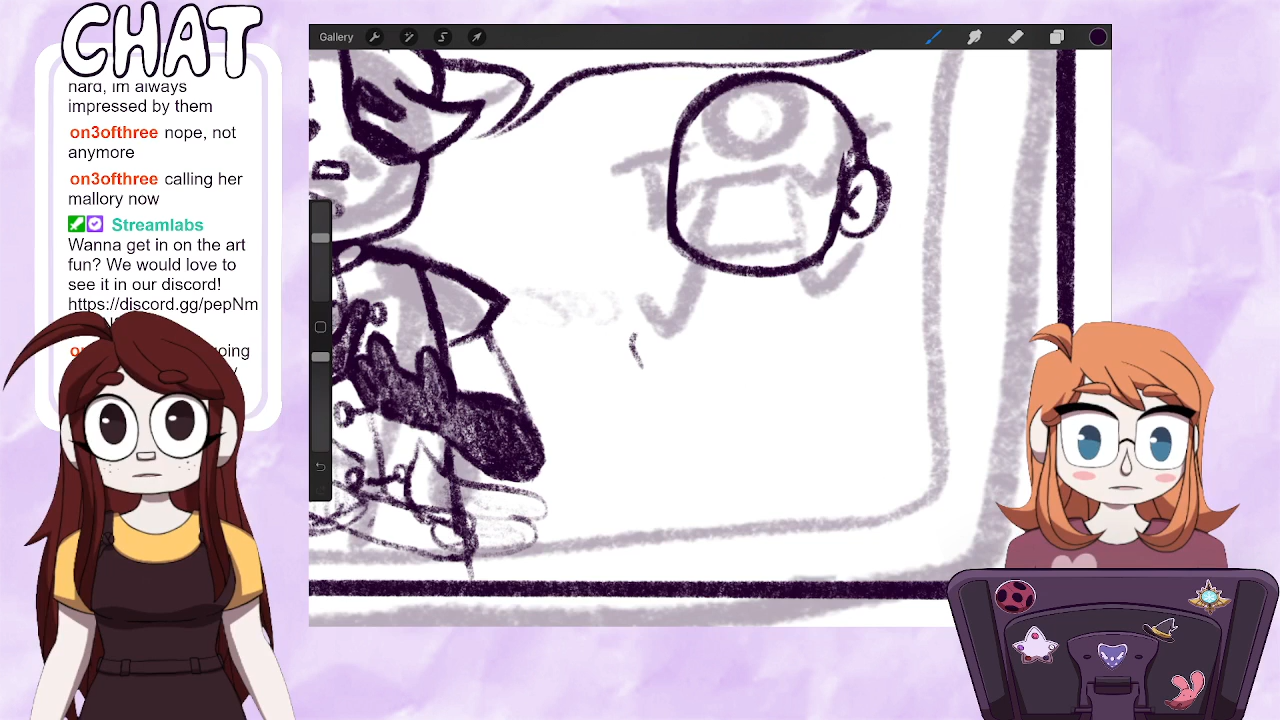 CHAT
hard, im always
impressed by them
on3ofthree nope, not
anymore
on3ofthree calling her
mallory now
Streamlabs
Wanna get in on the art
fun? We would love to
see it in our discord!
https://discord.gg/pepNm
Gallery